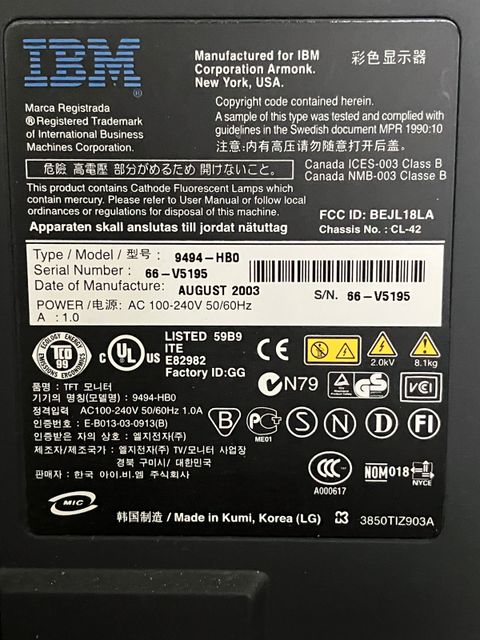 IBM®
Manufactured for IBM
Corporation Armonk.
New York, USA.
彩色显示器
Marca Registrada
®Registered Trademark
of International Business
Machines Corporation.
Copyright code contained herein.
A sample of this type was tested and complied with
guidelines in the Swedish document MPR 1990:10
注意:内有高压请勿随意打开后盖.
危險 高電壓 部分がめるため 開けないこと。
Canada ICES-003 Class B
Canada NMB-003 Classe B
This product contains Cathode Fluorescent Lamps which
contain mercury. Please refer to User Manual or follow local
ordinances or regulations for disposal of this machine.
Apparaten skall anslutas till jordat nätuttag
FCC ID: BEJL18LA
Chassis No. : CL-42
Type / Model / 型号 : 9494-HB0
Serial Number : 66-V5195
Date of Manufacture: AUGUST 2003
POWER /电源: AC 100-240V 50/60Hz
A : 1.0
S/N. 66-V5195
ECOLOGY ENERGY
TCO
99
C UL US
LISTED 59B9
ITE
E82982
Factory ID:GG
CE
2.0kV
8.1kg
N79
GS
VCI
품명 : TFT 모니터
기기의 명칭(모델명) : 9494-HB0
정격입력 AC100-240V 50/60Hz 1.0A
인증번호 : E-B013-03-0913(B)
인증받은 자의 상호 : 엘지전자(주)
제조자/제조국가 : 엘지전자(주) TV/모니터 사업장
경북 구미시/ 대한민국
판매자 : 한국 아이.비.엠 주식회사
B
ME01
S
N
D
FI
CCC
A000617
NOM 018
NYCE
MIC
韩国制造 / Made in Kumi, Korea (LG)
3850TIZ903A